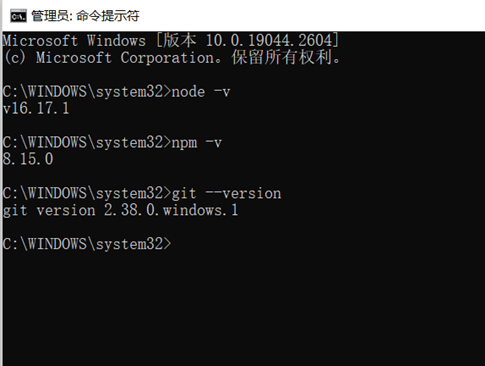 管理员: 命令提示符
Microsoft Windows [版本 10.0.19044.2604]
(c) Microsoft Corporation。保留所有权利。
C:\WINDOWS\system32>node -v
v16.17.1
C:\WINDOWS\system32>npm -v
8.15.0
C:\WINDOWS\system32>git --version
git version 2.38.0.windows.1
C:\WINDOWS\system32>